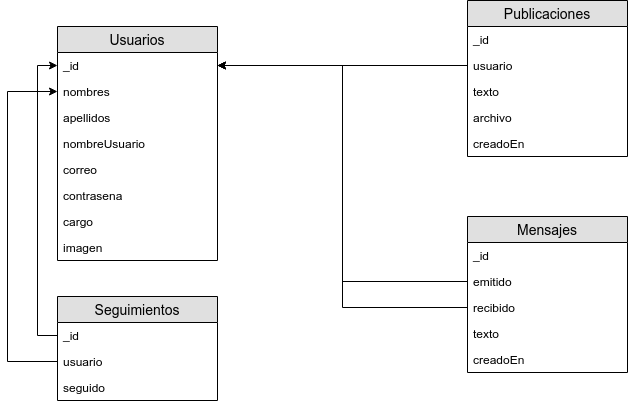 Usuarios
_id
nombres
apellidos
nombreUsuario
correo
contrasena
cargo
imagen
Publicaciones
_id
usuario
texto
archivo
creadoEn
Seguimientos
_id
usuario
seguido
Mensajes
_id
emitido
recibido
texto
creadoEn